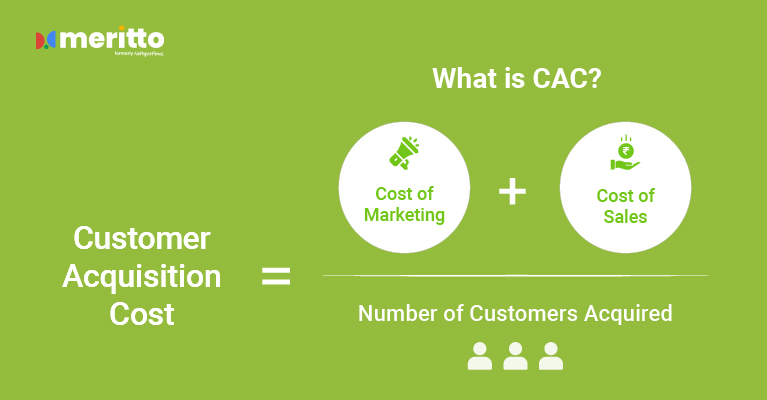 meritto
formerly NoPaperForms
What is CAC?
Cost of
Marketing
+
₹
Cost of
Sales
Customer
Acquisition
Cost
=
Number of Customers Acquired